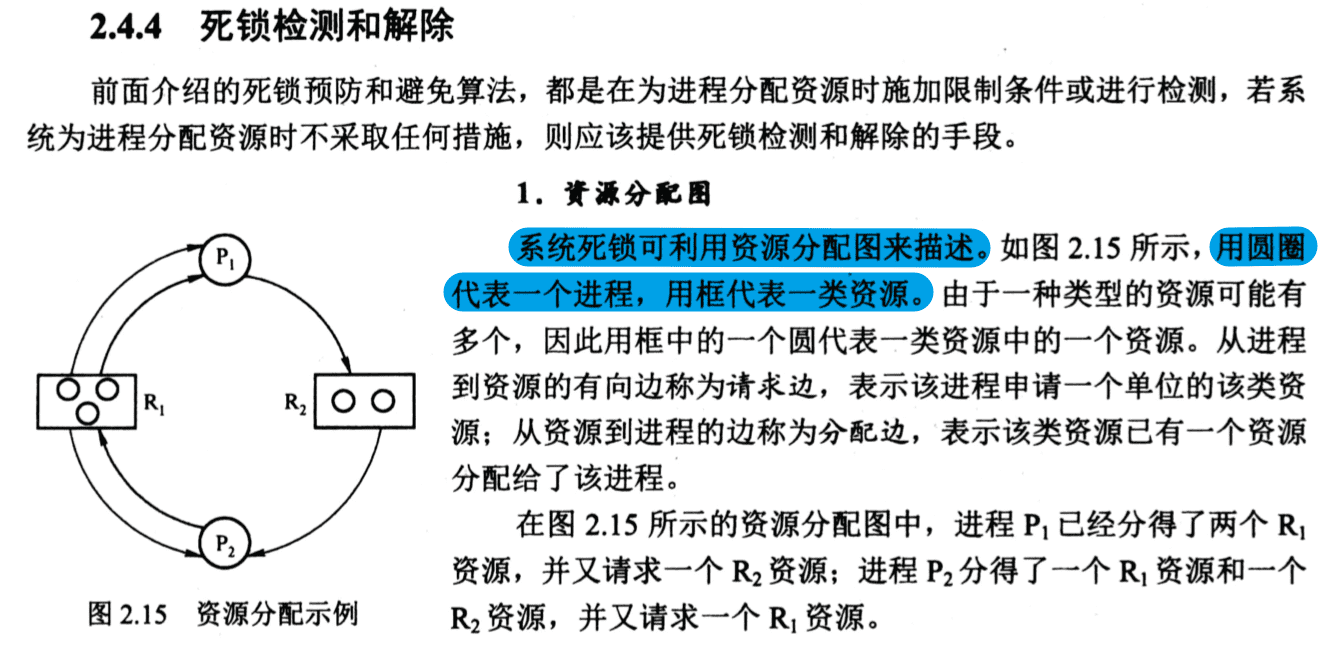 2.4.4 死锁检测和解除
前面介绍的死锁预防和避免算法，都是在为进程分配资源时施加限制条件或进行检测，若系
统为进程分配资源时不采取任何措施，则应该提供死锁检测和解除的手段。
1．资源分配图
系统死锁可利用资源分配图来描述。如图 2.15 所示，用圆圈
代表一个进程，用框代表一类资源。由于一种类型的资源可能有
多个，因此用框中的一个圆代表一类资源中的一个资源。从进程
到资源的有向边称为请求边，表示该进程申请一个单位的该类资
源；从资源到进程的边称为分配边，表示该类资源已有一个资源
分配给了该进程。
在图 2.15 所示的资源分配图中，进程 P₁ 已经分得了两个 R₁
资源，并又请求一个 R₂ 资源；进程 P₂ 分得了一个 R₁ 资源和一个
R₂ 资源，并又请求一个 R₁ 资源。
P₁
R₁
R₂
P₂
图 2.15 资源分配示例